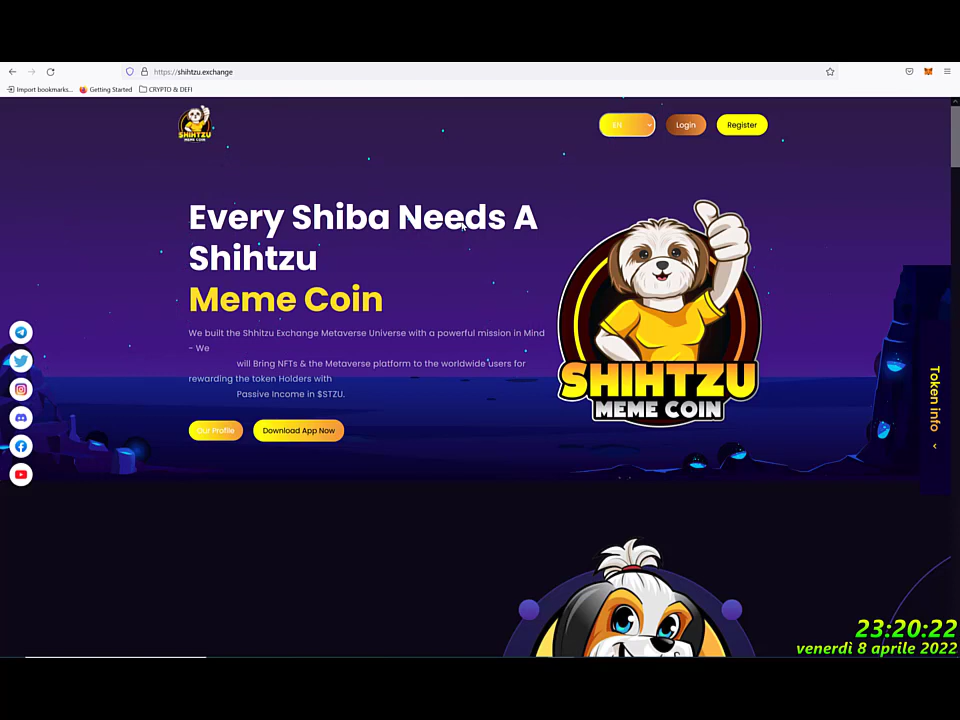 https://shihtzu.exchange
Import bookmarks...
Getting Started
CRYPTO & DEFI
SHIHTZU
MEME COIN
EN
Login
Register
Every Shiba Needs A
Shihtzu
Meme Coin
We built the Shhitzu Exchange Metaverse Universe with a powerful mission in Mind
- We
will Bring NFTs & the Metaverse platform to the worldwide users for
rewarding the token Holders with
Passive Income in $STZU.
Our Profile
Download App Now
SHIHTZU
MEME COIN
Token info
23:20:22
venerdì 8 aprile 2022